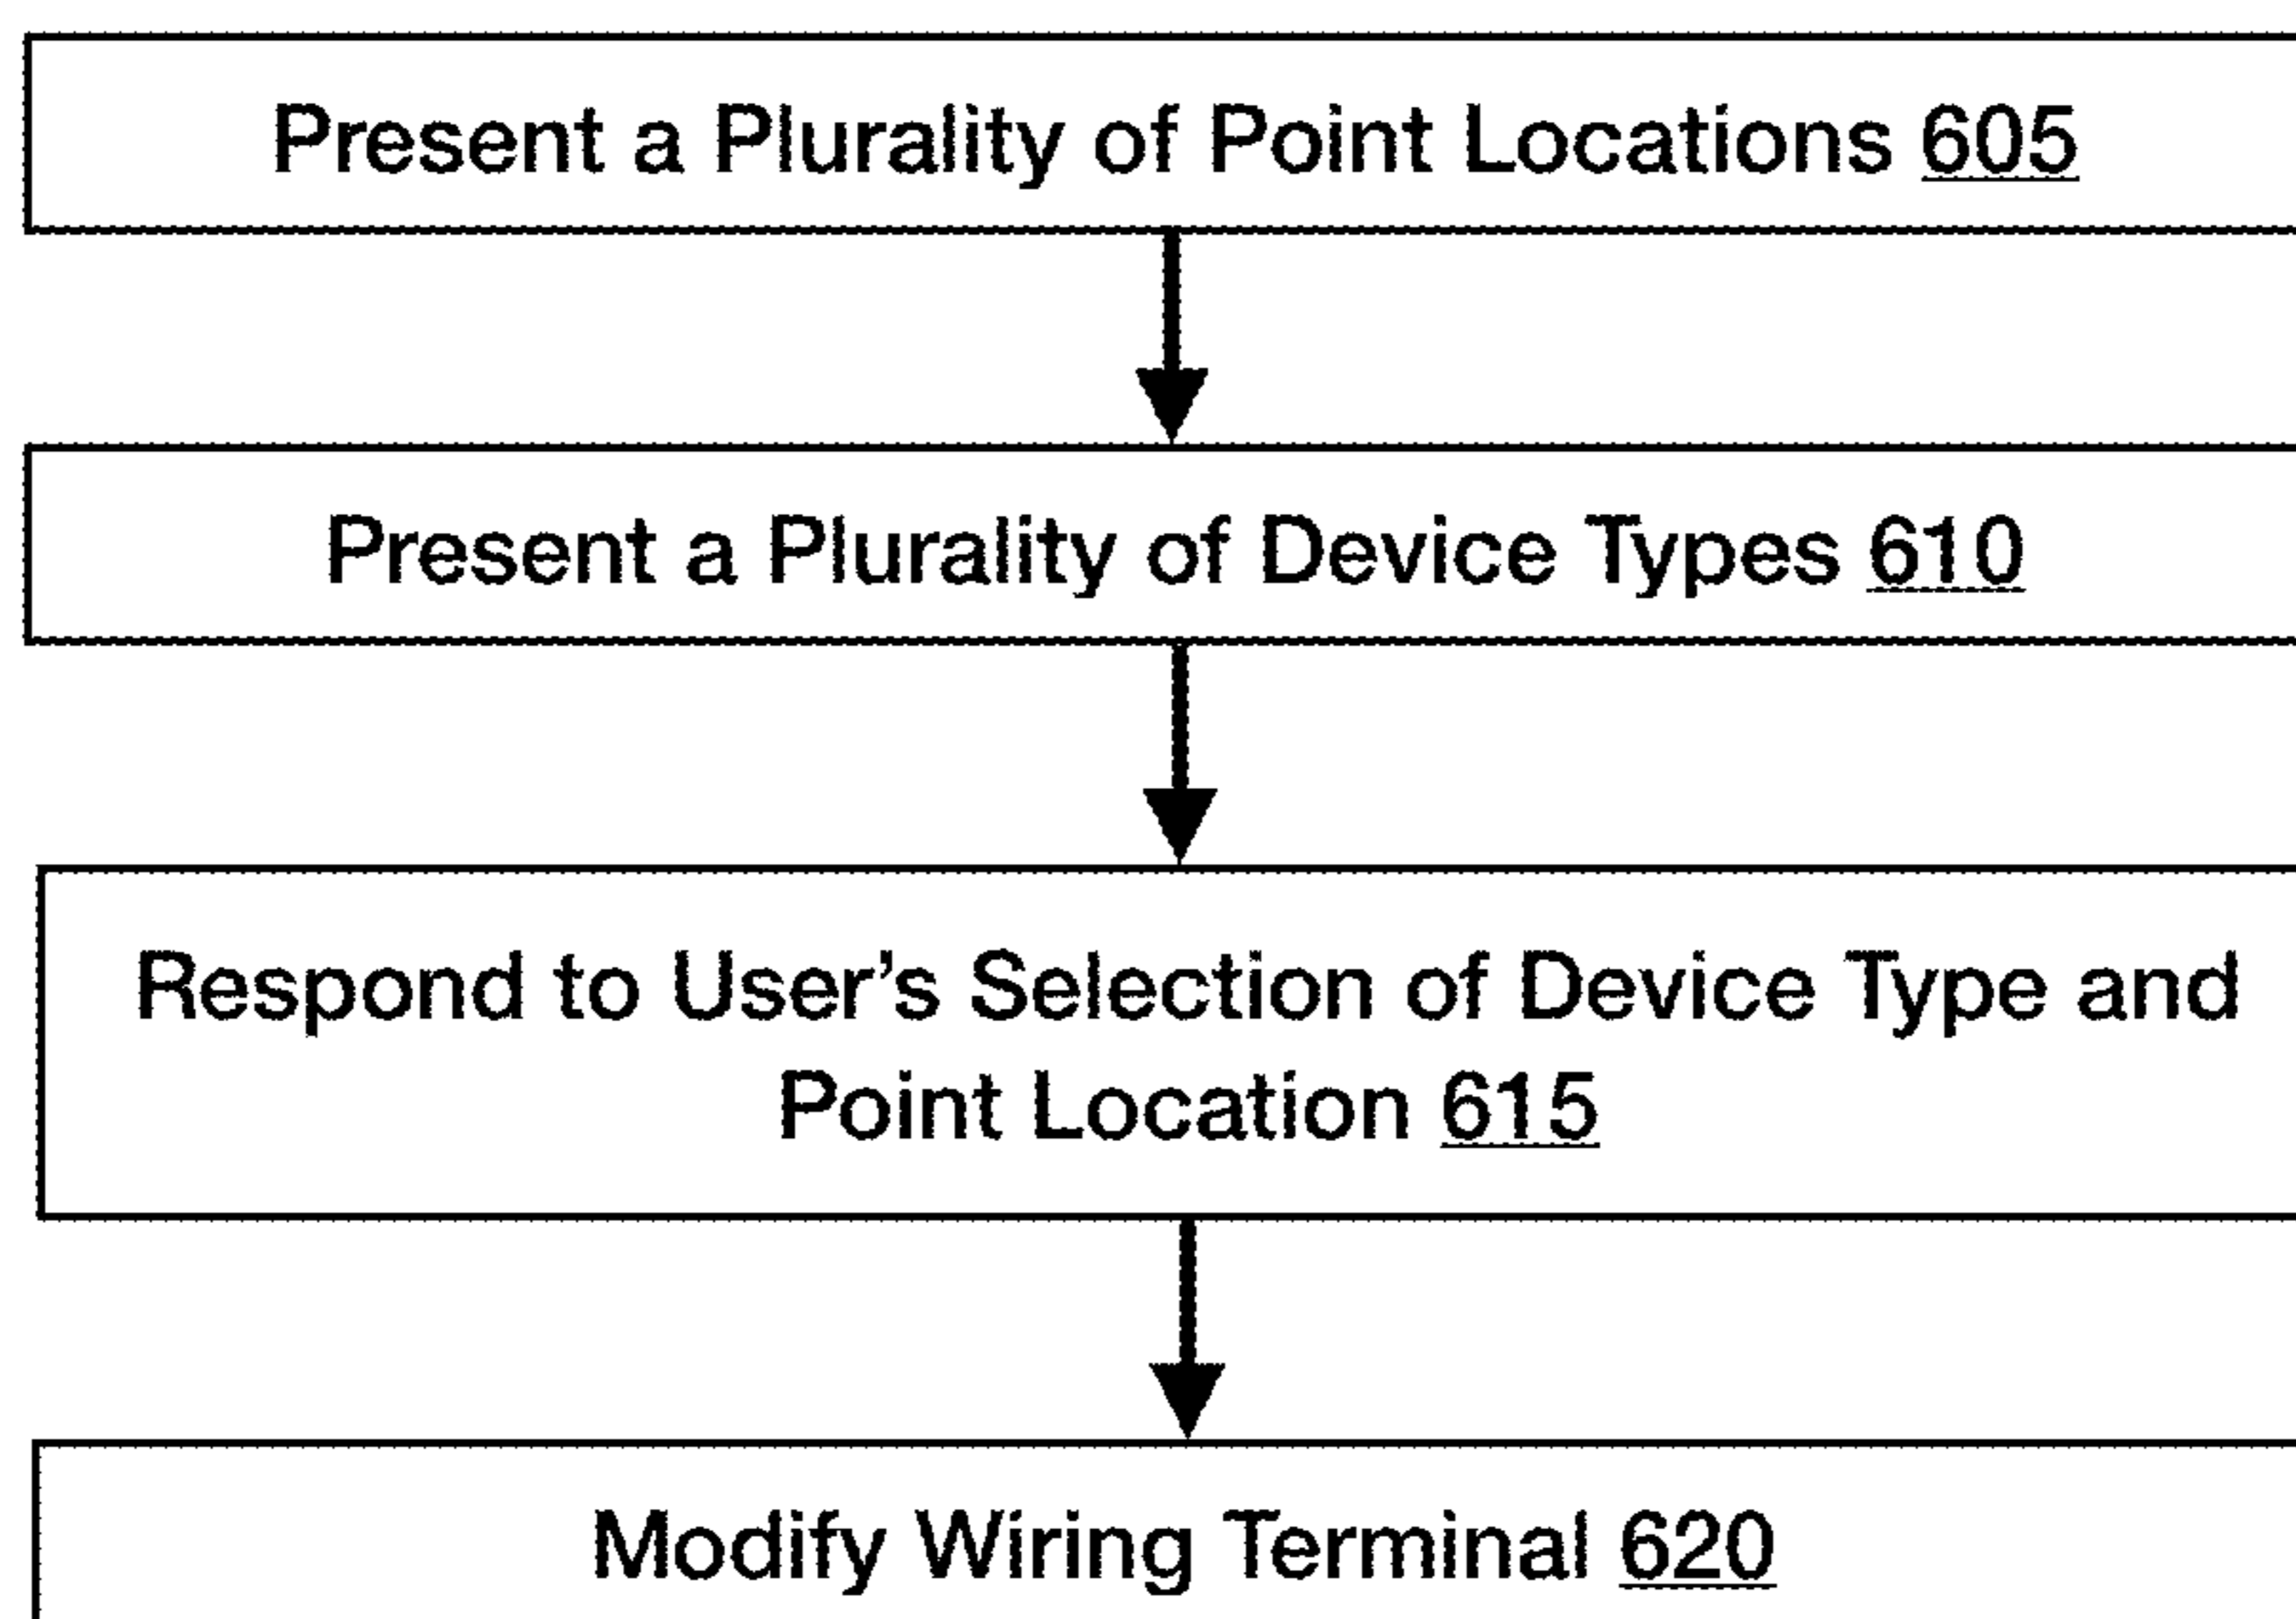 Present a Plurality of Point Locations 605
Present a Plurality of Device Types 610
Respond to User’s Selection of Device Type and
Point Location 615
Modify Wiring Terminal 620